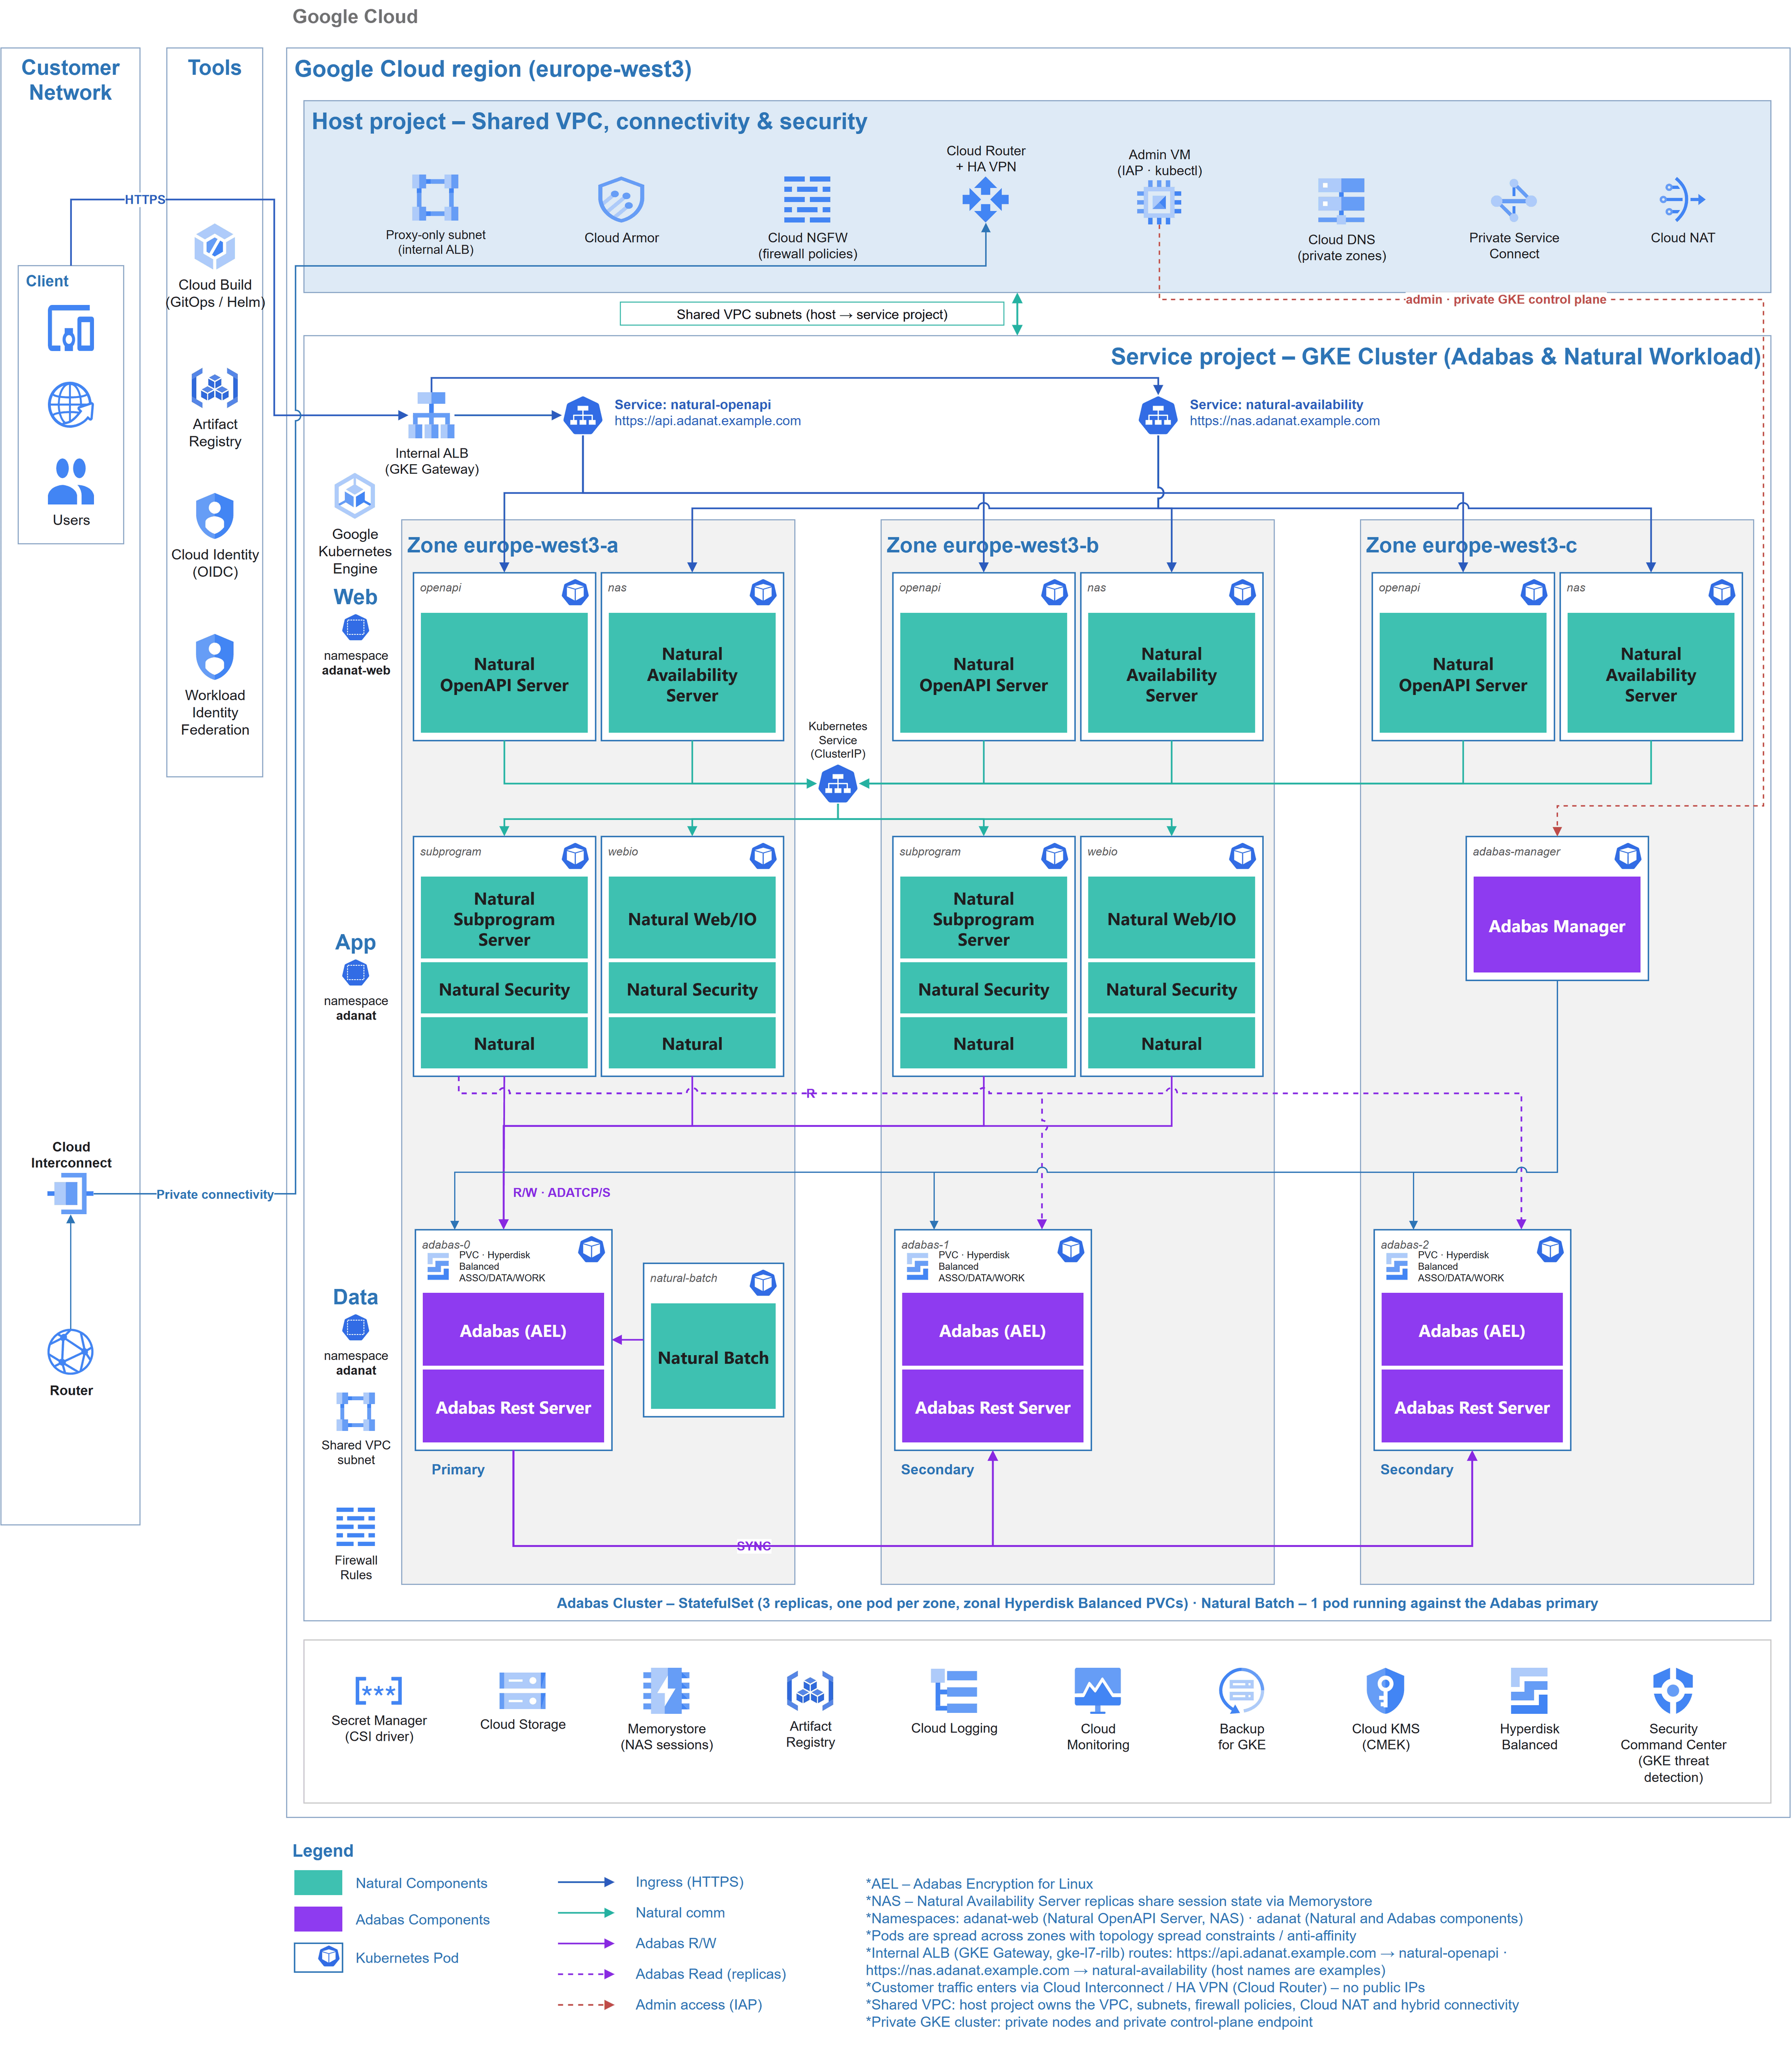 Google Cloud
Customer
Network
Tools
Google Cloud region (europe-west3)
Host project – Shared VPC, connectivity & security
Proxy-only subnet
(internal ALB)
Cloud Armor
Cloud NGFW
(firewall policies)
Cloud Router
+ HA VPN
Admin VM
(IAP · kubectl)
Cloud DNS
(private zones)
Private Service
Connect
Cloud NAT
HTTPS
Client
Users
Cloud Build
(GitOps / Helm)
Artifact
Registry
Cloud Identity
(OIDC)
Workload
Identity
Federation
Shared VPC subnets (host → service project)
admin · private GKE control plane
Service project – GKE Cluster (Adabas & Natural Workload)
Internal ALB
(GKE Gateway)
Service: natural-openapi
https://api.adanat.example.com
Service: natural-availability
https://nas.adanat.example.com
Google
Kubernetes
Engine
Zone europe-west3-a
Zone europe-west3-b
Zone europe-west3-c
Web
namespace
adanat-web
openapi
Natural
OpenAPI Server
nas
Natural
Availability
Server
openapi
Natural
OpenAPI Server
nas
Natural
Availability
Server
openapi
Natural
OpenAPI Server
nas
Natural
Availability
Server
Kubernetes
Service
(ClusterIP)
App
namespace
adanat
subprogram
Natural
Subprogram
Server
Natural Security
Natural
webio
Natural Web/IO
Natural Security
Natural
subprogram
Natural
Subprogram
Server
Natural Security
Natural
webio
Natural Web/IO
Natural Security
Natural
adabas-manager
Adabas Manager
R
R/W · ADATCP/S
Cloud
Interconnect
Private connectivity
Router
Data
namespace
adanat
Shared VPC
subnet
Firewall
Rules
adabas-0
PVC · Hyperdisk
Balanced
ASSO/DATA/WORK
Adabas (AEL)
Adabas Rest Server
Primary
natural-batch
Natural Batch
adabas-1
PVC · Hyperdisk
Balanced
ASSO/DATA/WORK
Adabas (AEL)
Adabas Rest Server
Secondary
adabas-2
PVC · Hyperdisk
Balanced
ASSO/DATA/WORK
Adabas (AEL)
Adabas Rest Server
Secondary
SYNC
Adabas Cluster – StatefulSet (3 replicas, one pod per zone, zonal Hyperdisk Balanced PVCs) · Natural Batch – 1 pod running against the Adabas primary
[***]
Secret Manager
(CSI driver)
Cloud Storage
Memorystore
(NAS sessions)
Artifact
Registry
Cloud Logging
Cloud
Monitoring
Backup
for GKE
Cloud KMS
(CMEK)
Hyperdisk
Balanced
Security
Command Center
(GKE threat
detection)
Legend
Natural Components
Adabas Components
Kubernetes Pod
Ingress (HTTPS)
Natural comm
Adabas R/W
Adabas Read (replicas)
Admin access (IAP)
*AEL – Adabas Encryption for Linux
*NAS – Natural Availability Server replicas share session state via Memorystore
*Namespaces: adanat-web (Natural OpenAPI Server, NAS) · adanat (Natural and Adabas components)
*Pods are spread across zones with topology spread constraints / anti-affinity
*Internal ALB (GKE Gateway, gke-l7-rilb) routes: https://api.adanat.example.com → natural-openapi ·
https://nas.adanat.example.com → natural-availability (host names are examples)
*Customer traffic enters via Cloud Interconnect / HA VPN (Cloud Router) – no public IPs
*Shared VPC: host project owns the VPC, subnets, firewall policies, Cloud NAT and hybrid connectivity
*Private GKE cluster: private nodes and private control-plane endpoint